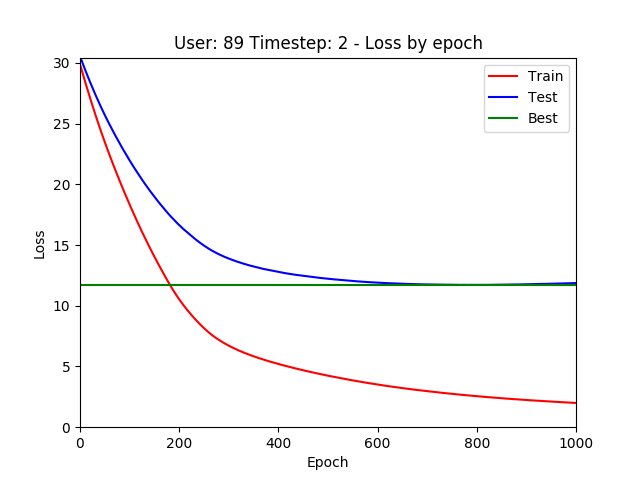 User: 89 Timestep: 2 - Loss by epoch
Train
Test
Best
Loss
30
25
20
15
10
5
0
0 200 400 600 800 1000
Epoch